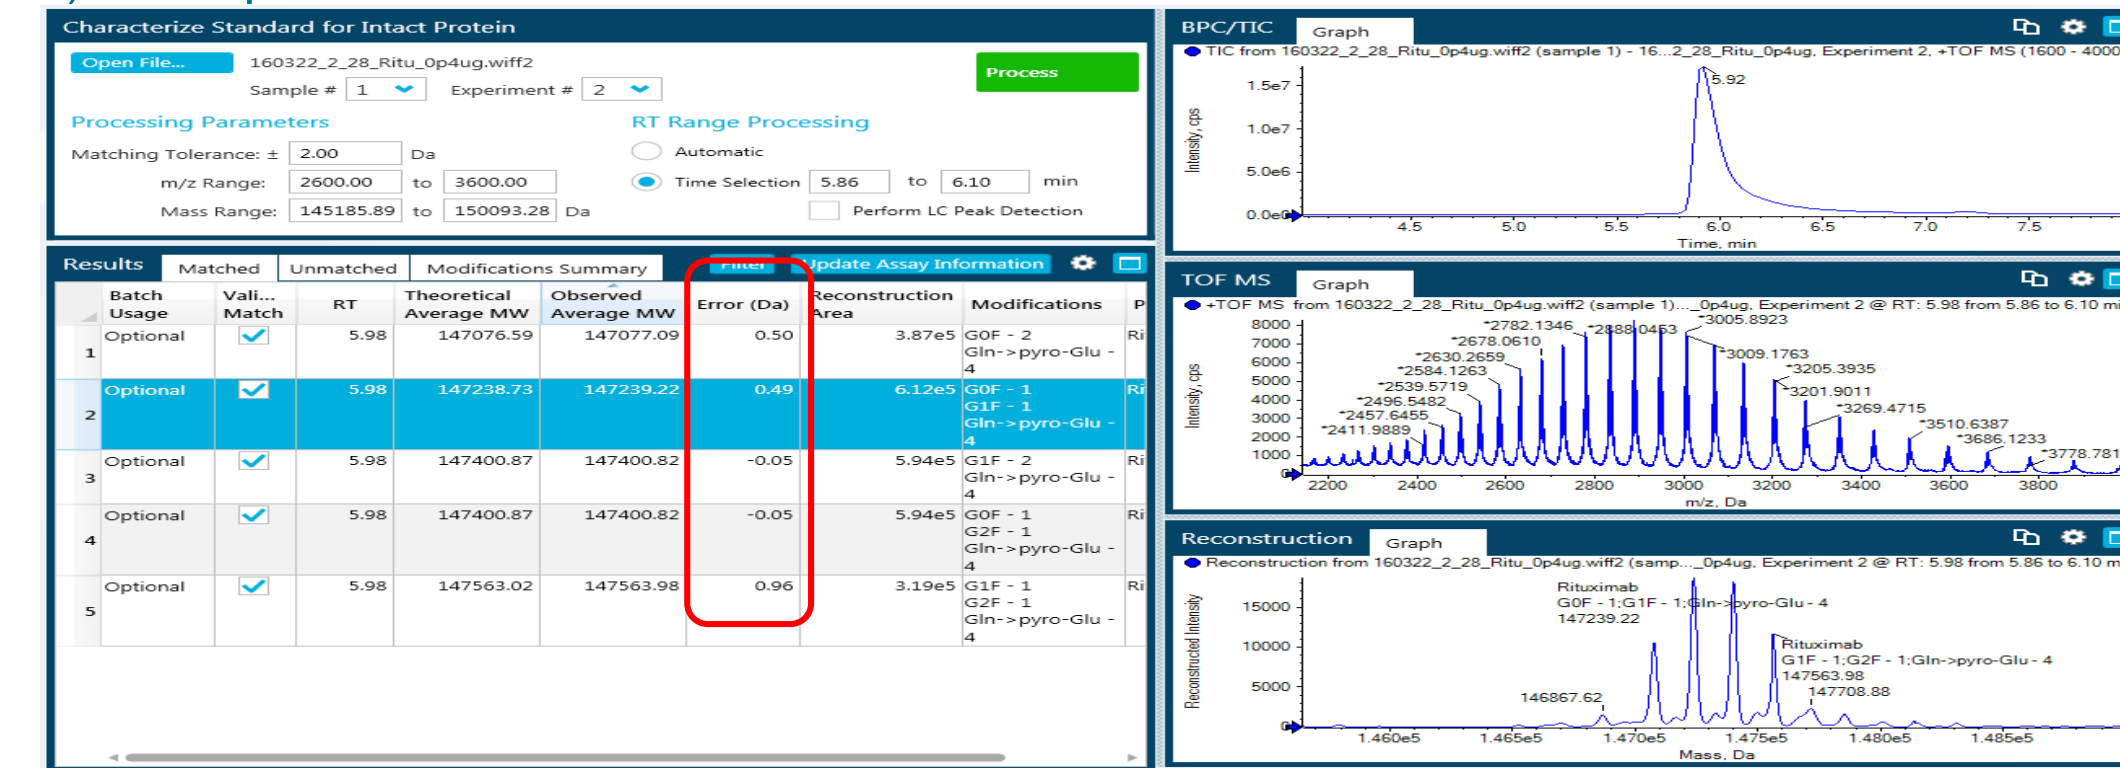 Characterize Standard for Intact Protein
Open File... 160322_2_28_Ritu_0p4ug.wiff2
Process
Sample # 1 Experiment # 2
Processing Parameters
RT Range Processing
Matching Tolerance: ± 2.00 Da
Automatic
m/z Range: 2600.00 to 3600.00
Time Selection 5.86 to 6.10 min
Mass Range: 145185.89 to 150093.28 Da
Perform LC Peak Detection
Results Matched Unmatched Modifications Summary Filter Update Assay Information
Batch Usage Vali... Match RT Theoretical Average MW Observed Average MW Error (Da) Reconstruction Area Modifications P
1 Optional 5.98 147076.59 147077.09 0.50 3.87e5 G0F - 2 Ri
Gln->pyro-Glu -
4
2 Optional 5.98 147238.73 147239.22 0.49 6.12e5 G0F - 1 Ri
G1F - 1
Gln->pyro-Glu -
4
3 Optional 5.98 147400.87 147400.82 -0.05 5.94e5 G1F - 2 Ri
Gln->pyro-Glu -
4
4 Optional 5.98 147400.87 147400.82 -0.05 5.94e5 G0F - 1 Ri
G2F - 1
Gln->pyro-Glu -
4
5 Optional 5.98 147563.02 147563.98 0.96 3.19e5 G1F - 1 Ri
G2F - 1
Gln->pyro-Glu -
4
BPC/TIC Graph
TIC from 160322_2_28_Ritu_0p4ug.wiff2 (sample 1) - 16...2_28_Ritu_0p4ug, Experiment 2, +TOF MS (1600 - 4000
5.92
Intensity, cps
1.5e7
1.0e7
5.0e6
0.0e0
4.5 5.0 5.5 6.0 6.5 7.0 7.5
Time, min
TOF MS Graph
+TOF MS from 160322_2_28_Ritu_0p4ug.wiff2 (sample 1)..._0p4ug, Experiment 2 @ RT: 5.98 from 5.86 to 6.10 mi
Intensity, cps
8000
7000
6000
5000
4000
3000
2000
1000
0
*2782.1346
*2888.0453
*3005.8923
*2678.0610
*3009.1763
*2630.2659
*3205.3935
*2584.1263
*2539.5719
*3201.9011
*2496.5482
*3269.4715
*2457.6455
*3510.6387
*2411.9889
*3686.1233
*3778.781
2200 2400 2600 2800 3000 3200 3400 3600 3800
m/z, Da
Reconstruction Graph
Reconstruction from 160322_2_28_Ritu_0p4ug.wiff2 (samp..._0p4ug, Experiment 2 @ RT: 5.98 from 5.86 to 6.10 m
Reconstructed Intensity
15000
10000
5000
0
Rituximab
G0F - 1;G1F - 1;Gln->pyro-Glu - 4
147239.22
Rituximab
G1F - 1;G2F - 1;Gln->pyro-Glu - 4
147563.98
147708.88
146867.62
1.460e5 1.465e5 1.470e5 1.475e5 1.480e5 1.485e5
Mass, Da